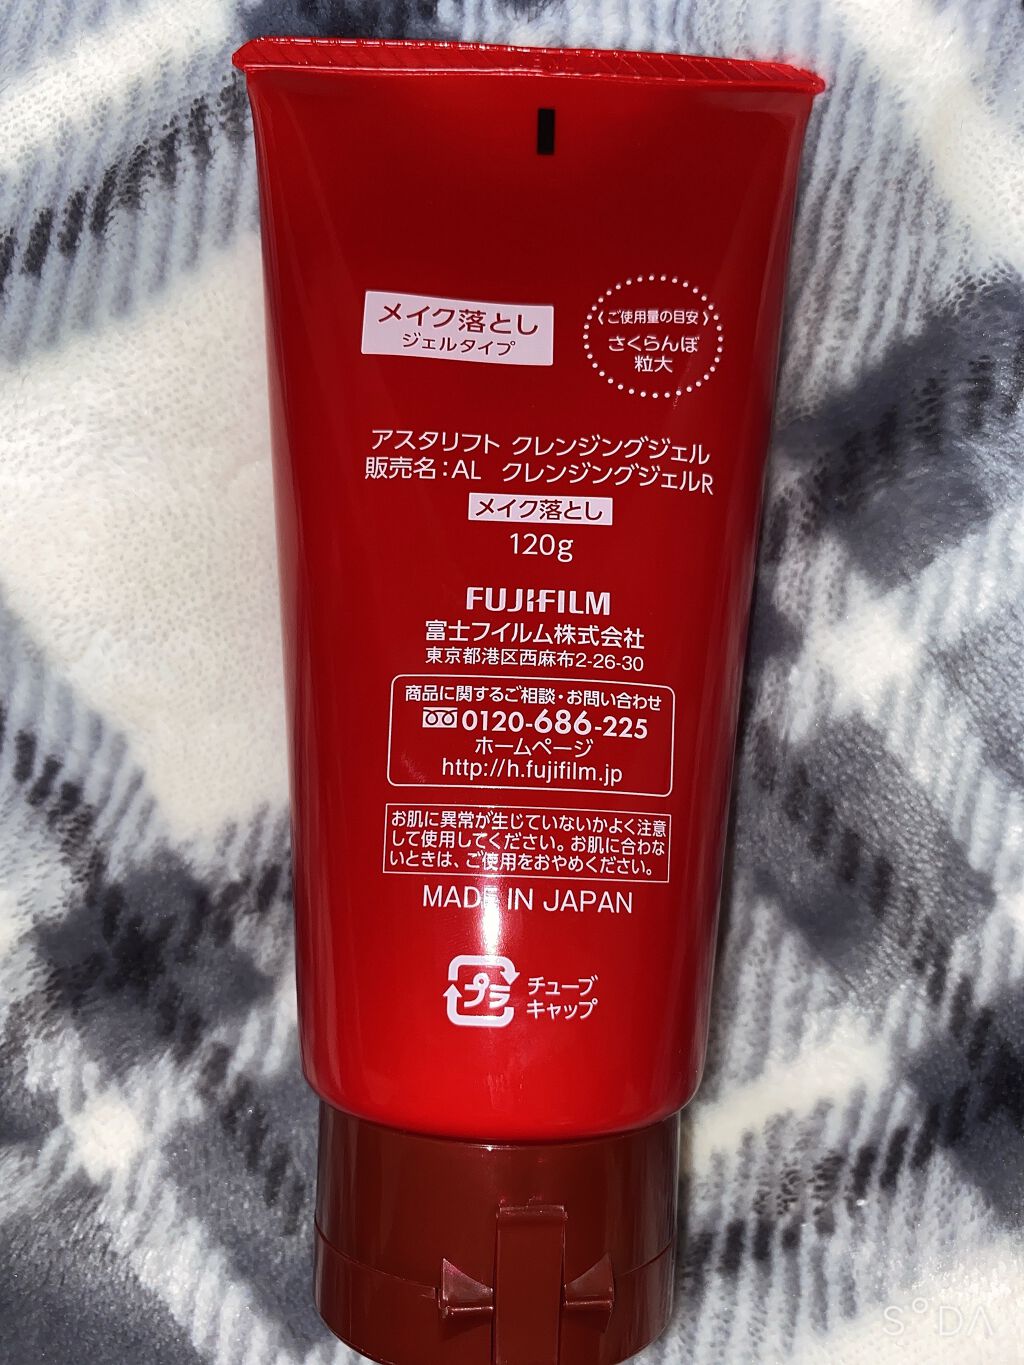 メイク落とし
ジェルタイプ
〈ご使用量の目安〉
さくらんぼ
粒大
アスタリフト クレンジングジェル
販売名：AL クレンジングジェルR
メイク落とし
120g
FUJIFILM
富士フイルム株式会社
東京都港区西麻布2-26-30
商品に関するご相談・お問い合わせ
0120-686-225
ホームページ
http://h.fujifilm.jp
お肌に異常が生じていないかよく注意
して使用してください。お肌に合わな
いときは、ご使用をおやめください。
MADE IN JAPAN
プラ
チューブ
キャップ
SODA